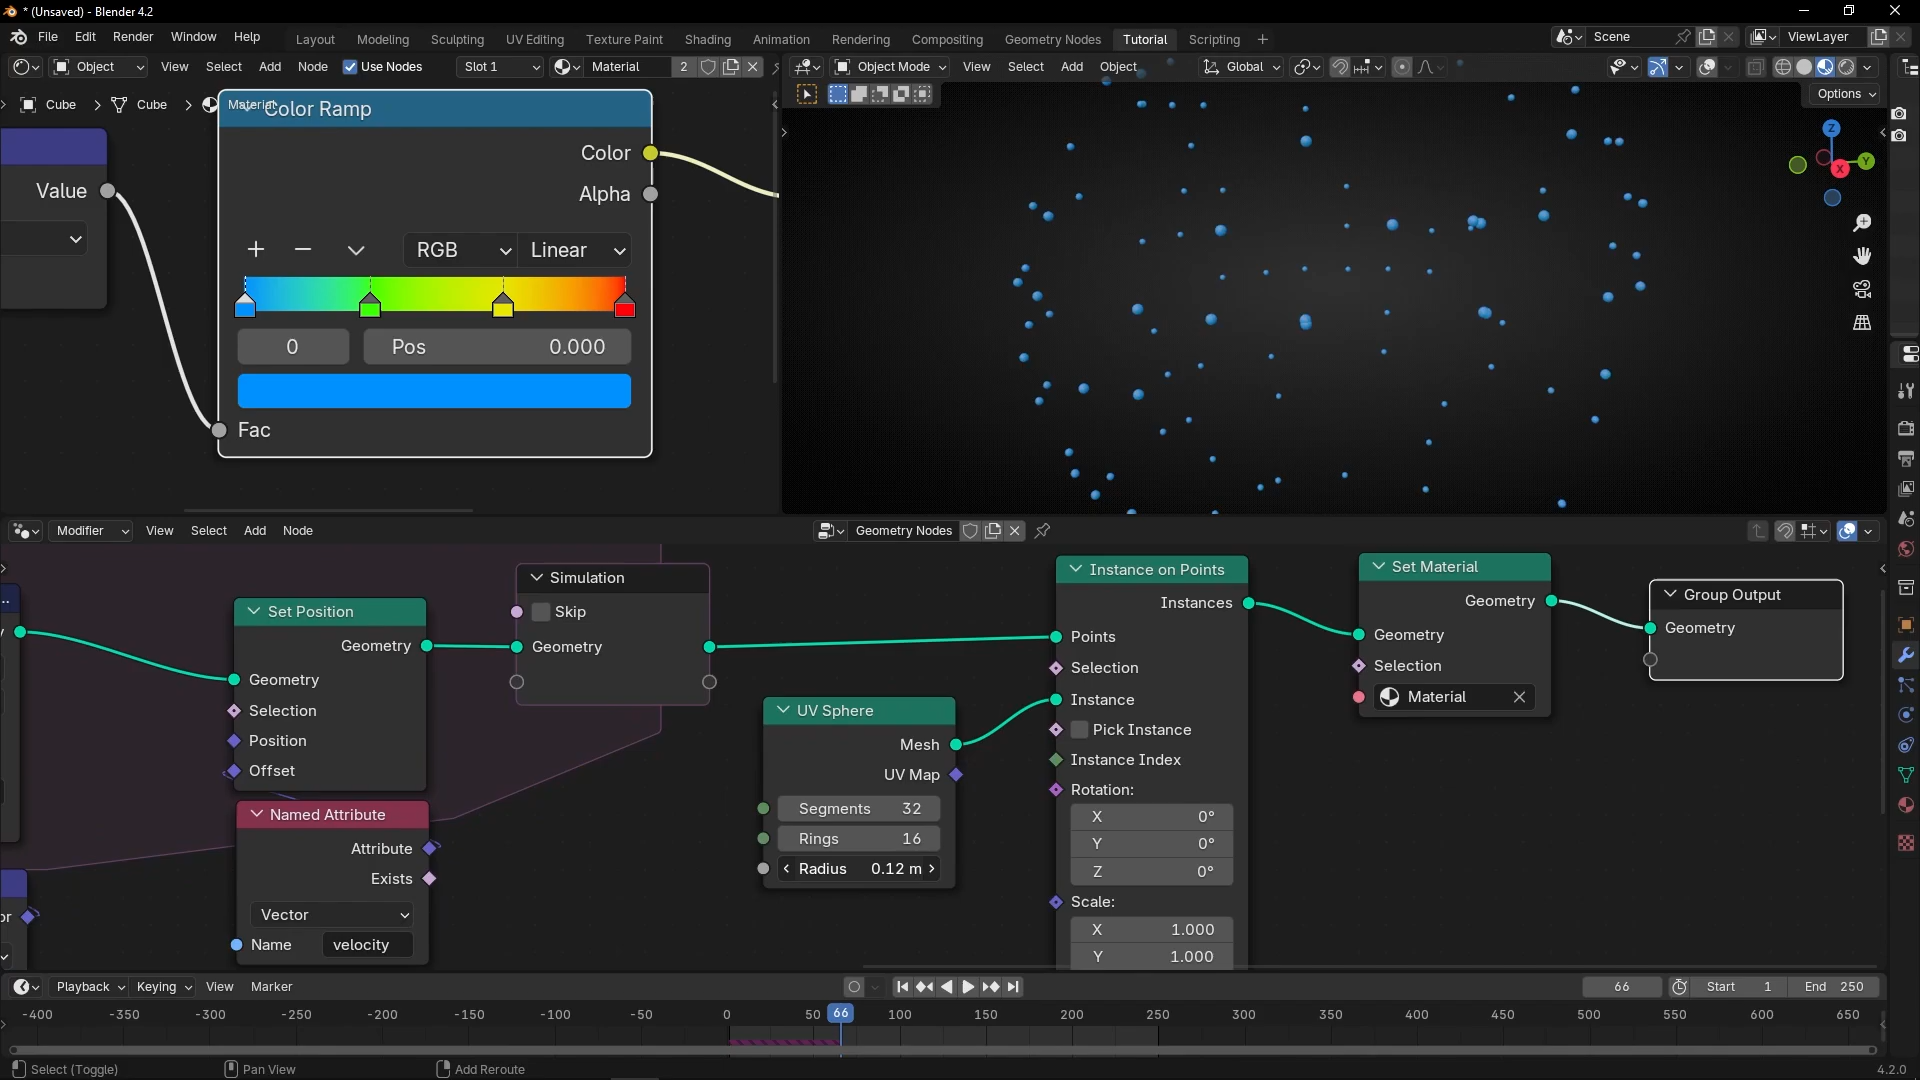 * (Unsaved) - Blender 4.2
File Edit Render Window Help Layout Modeling Sculpting UV Editing Texture Paint Shading Animation Rendering Compositing Geometry Nodes Tutorial Scripting + Scene ViewLayer
Object View Select Add Node Use Nodes Slot 1 Material 2
Object Mode View Select Add Object Global
Options
Cube > Cube > Material
Color Ramp
Color
Alpha
RGB Linear
0 Pos 0.000
Fac
Value
Z
Y
X
Modifier View Select Add Node Geometry Nodes
Set Position
Geometry
Geometry
Selection
Position
Offset
Named Attribute
Attribute
Exists
Vector
Name velocity
Simulation
Skip
Geometry
UV Sphere
Mesh
UV Map
Segments 32
Rings 16
Radius 0.12 m
Instance on Points
Instances
Points
Selection
Instance
Pick Instance
Instance Index
Rotation:
X 0°
Y 0°
Z 0°
Scale:
X 1.000
Y 1.000
Set Material
Geometry
Geometry
Selection
Material
Group Output
Geometry
Playback Keying View Marker 66 Start 1 End 250
-400 -350 -300 -250 -200 -150 -100 -50 0 50 66 100 150 200 250 300 350 400 450 500 550 600 650
Select (Toggle) Pan View Add Reroute 4.2.0